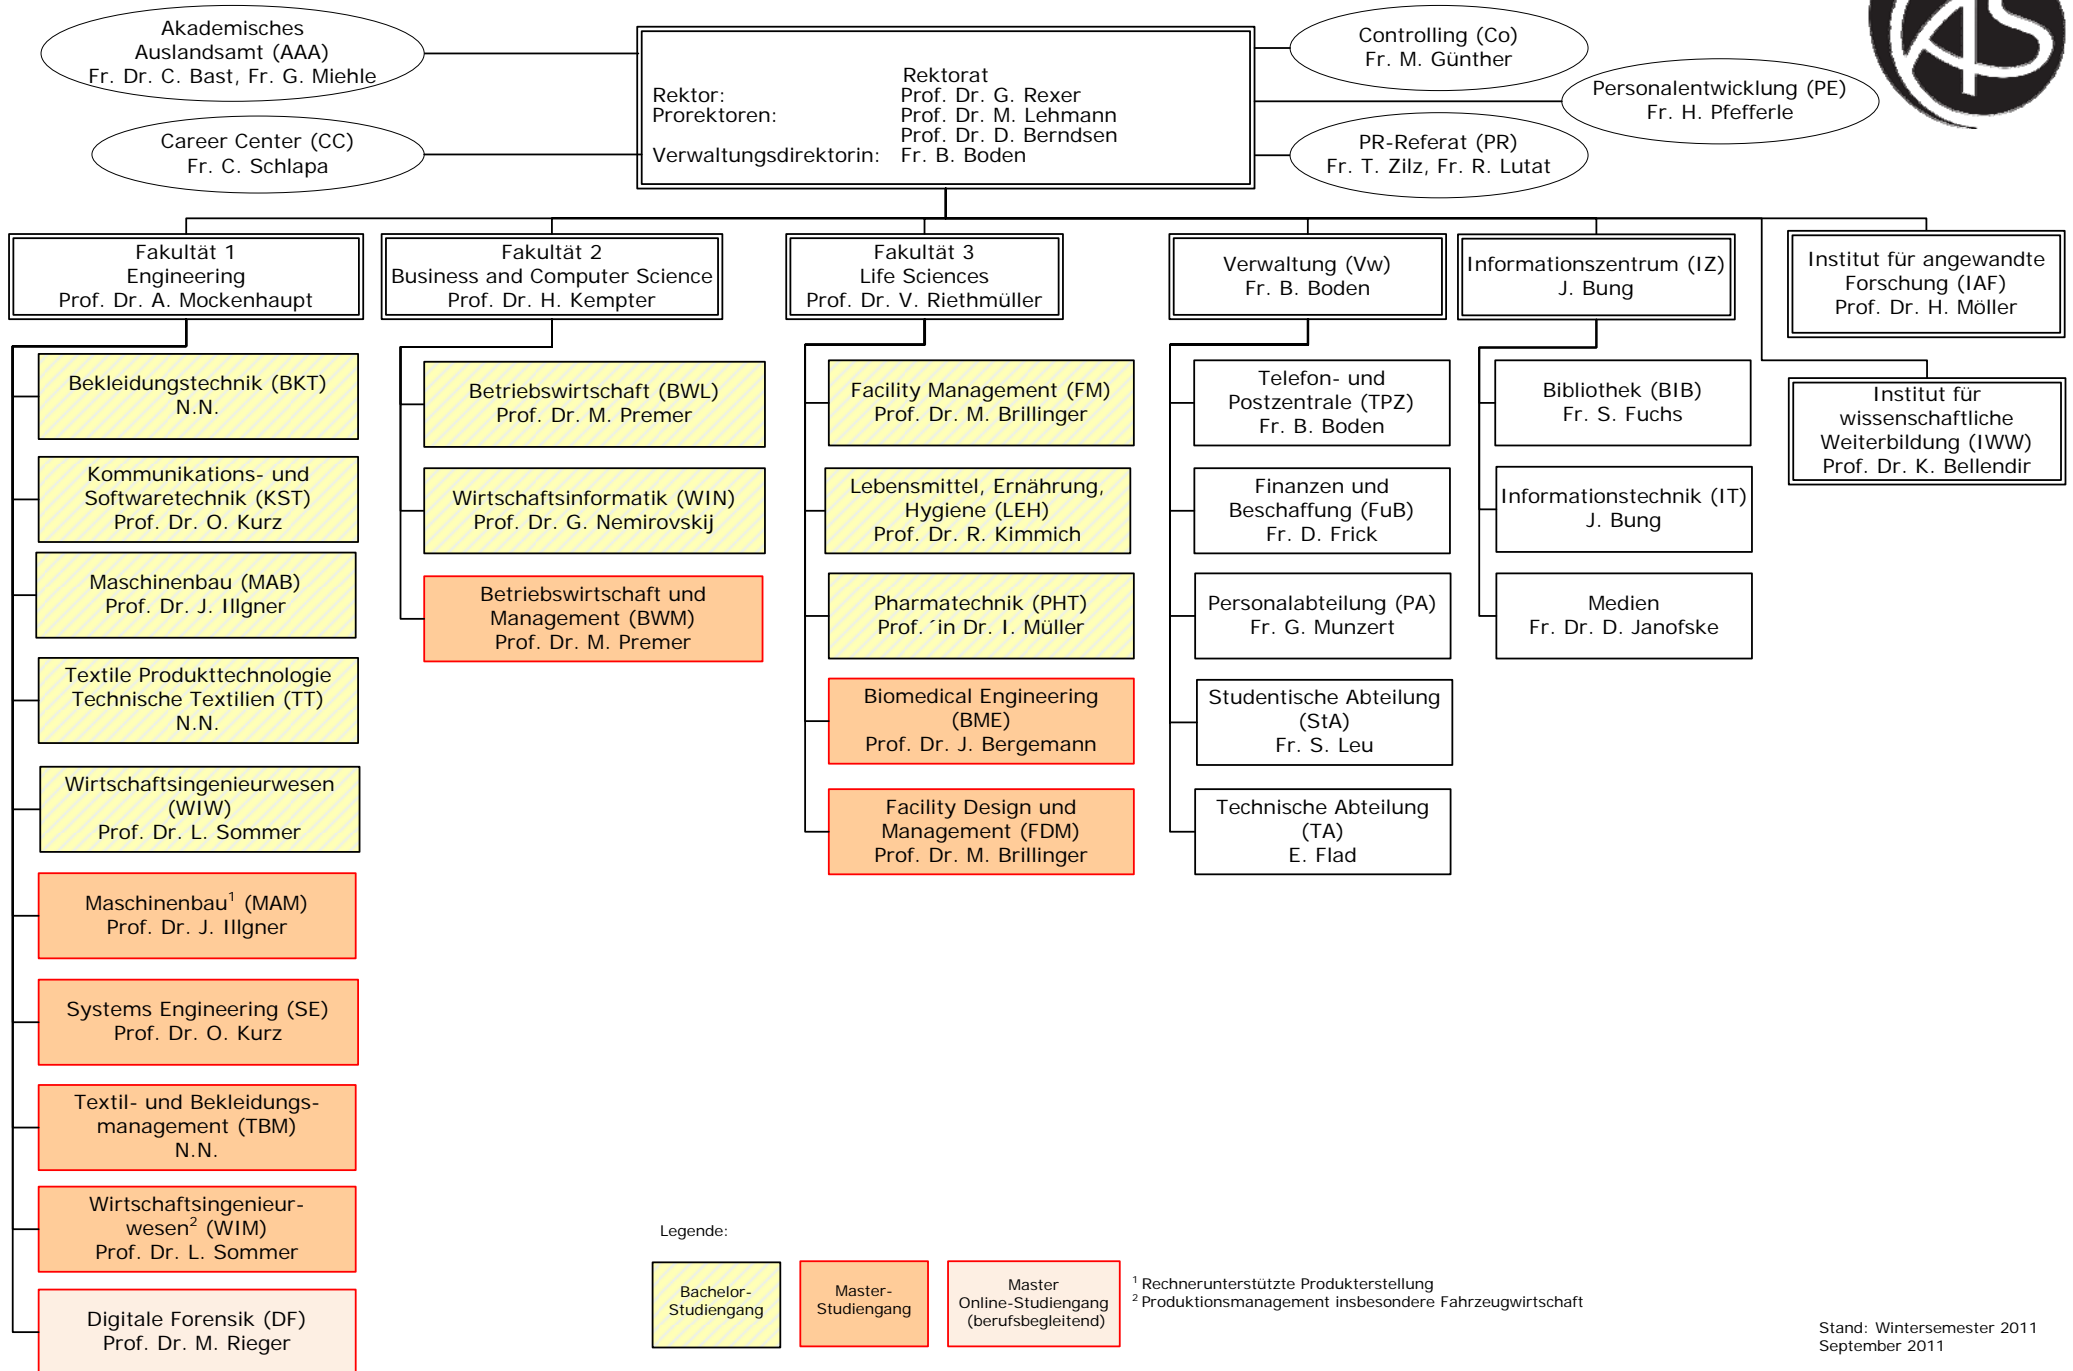 Akademisches
Auslandsamt (AAA)
Fr. Dr. C. Bast, Fr. G. Miehle
Career Center (CC)
Fr. C. Schlapa
Rektorat
Rektor: Prof. Dr. G. Rexer
Prorektoren: Prof. Dr. M. Lehmann
Prof. Dr. D. Berndsen
Verwaltungsdirektorin: Fr. B. Boden
Controlling (Co)
Fr. M. Günther
Personalentwicklung (PE)
Fr. H. Pfefferle
PR-Referat (PR)
Fr. T. Zilz, Fr. R. Lutat
AS
Fakultät 1
Engineering
Prof. Dr. A. Mockenhaupt
Bekleidungstechnik (BKT)
N.N.
Kommunikations- und
Softwaretechnik (KST)
Prof. Dr. O. Kurz
Maschinenbau (MAB)
Prof. Dr. J. Illgner
Textile Produkttechnologie
Technische Textilien (TT)
N.N.
Wirtschaftsingenieurwesen
(WIW)
Prof. Dr. L. Sommer
Maschinenbau¹ (MAM)
Prof. Dr. J. Illgner
Systems Engineering (SE)
Prof. Dr. O. Kurz
Textil- und Bekleidungs-
management (TBM)
N.N.
Wirtschaftsingenieur-
wesen² (WIM)
Prof. Dr. L. Sommer
Digitale Forensik (DF)
Prof. Dr. M. Rieger
Fakultät 2
Business and Computer Science
Prof. Dr. H. Kempter
Betriebswirtschaft (BWL)
Prof. Dr. M. Premer
Wirtschaftsinformatik (WIN)
Prof. Dr. G. Nemirovskij
Betriebswirtschaft und
Management (BWM)
Prof. Dr. M. Premer
Fakultät 3
Life Sciences
Prof. Dr. V. Riethmüller
Facility Management (FM)
Prof. Dr. M. Brillinger
Lebensmittel, Ernährung,
Hygiene (LEH)
Prof. Dr. R. Kimmich
Pharmatechnik (PHT)
Prof.´in Dr. I. Müller
Biomedical Engineering
(BME)
Prof. Dr. J. Bergemann
Facility Design und
Management (FDM)
Prof. Dr. M. Brillinger
Verwaltung (Vw)
Fr. B. Boden
Telefon- und
Postzentrale (TPZ)
Fr. B. Boden
Finanzen und
Beschaffung (FuB)
Fr. D. Frick
Personalabteilung (PA)
Fr. G. Munzert
Studentische Abteilung
(StA)
Fr. S. Leu
Technische Abteilung
(TA)
E. Flad
Informationszentrum (IZ)
J. Bung
Bibliothek (BIB)
Fr. S. Fuchs
Informationstechnik (IT)
J. Bung
Medien
Fr. Dr. D. Janofske
Institut für angewandte
Forschung (IAF)
Prof. Dr. H. Möller
Institut für
wissenschaftliche
Weiterbildung (IWW)
Prof. Dr. K. Bellendir
Legende:
Bachelor-
Studiengang
Master-
Studiengang
Master
Online-Studiengang
(berufsbegleitend)
¹ Rechnerunterstützte Produkterstellung
² Produktionsmanagement insbesondere Fahrzeugwirtschaft
Stand: Wintersemester 2011
September 2011